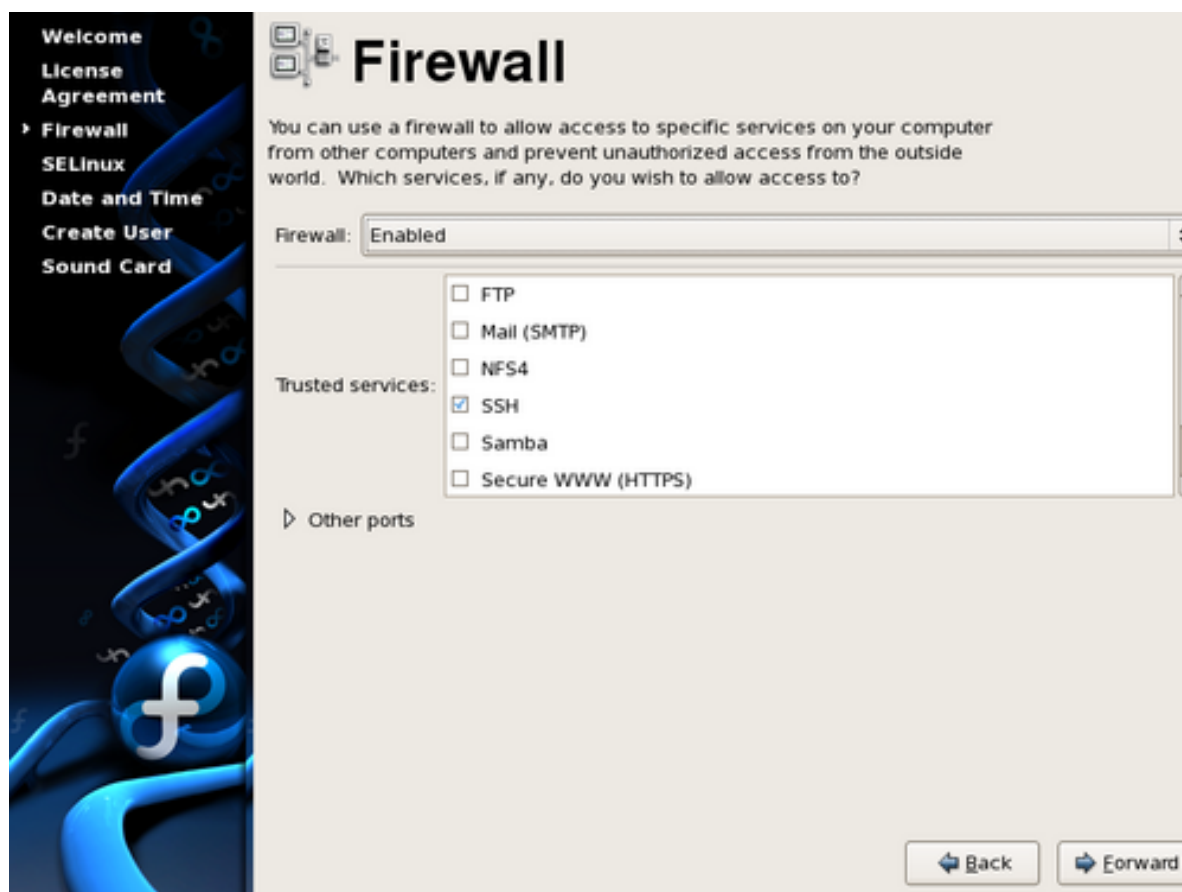 Welcome
License
Agreement
Firewall
SELinux
Date and Time
Create User
Sound Card
Firewall
You can use a firewall to allow access to specific services on your computer
from other computers and prevent unauthorized access from the outside
world. Which services, if any, do you wish to allow access to?
Firewall: Enabled
Trusted services:
FTP
Mail (SMTP)
NFS4
SSH
Samba
Secure WWW (HTTPS)
Other ports
Back
Forward